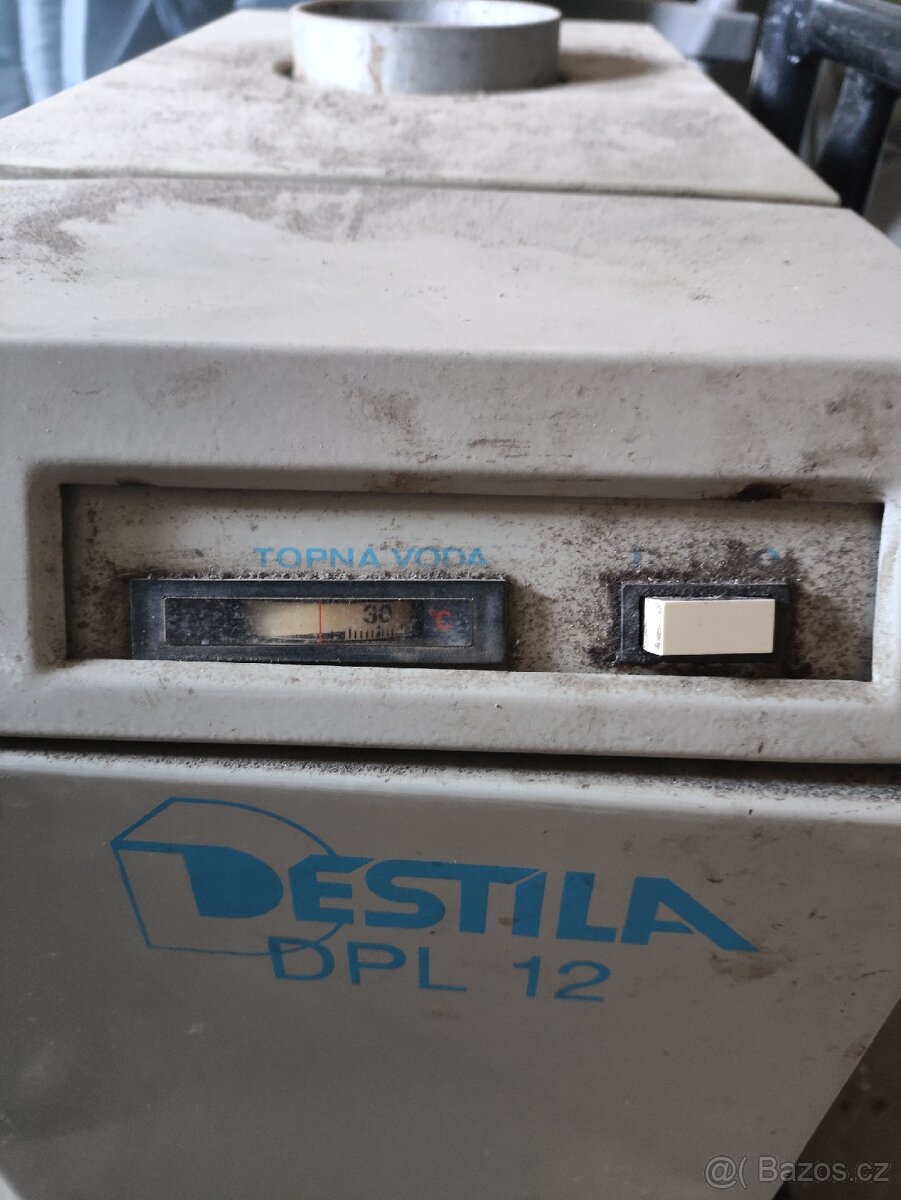 TOPNÁ VODA
30 °C
DESTILA
DPL 12
@( Bazos.cz